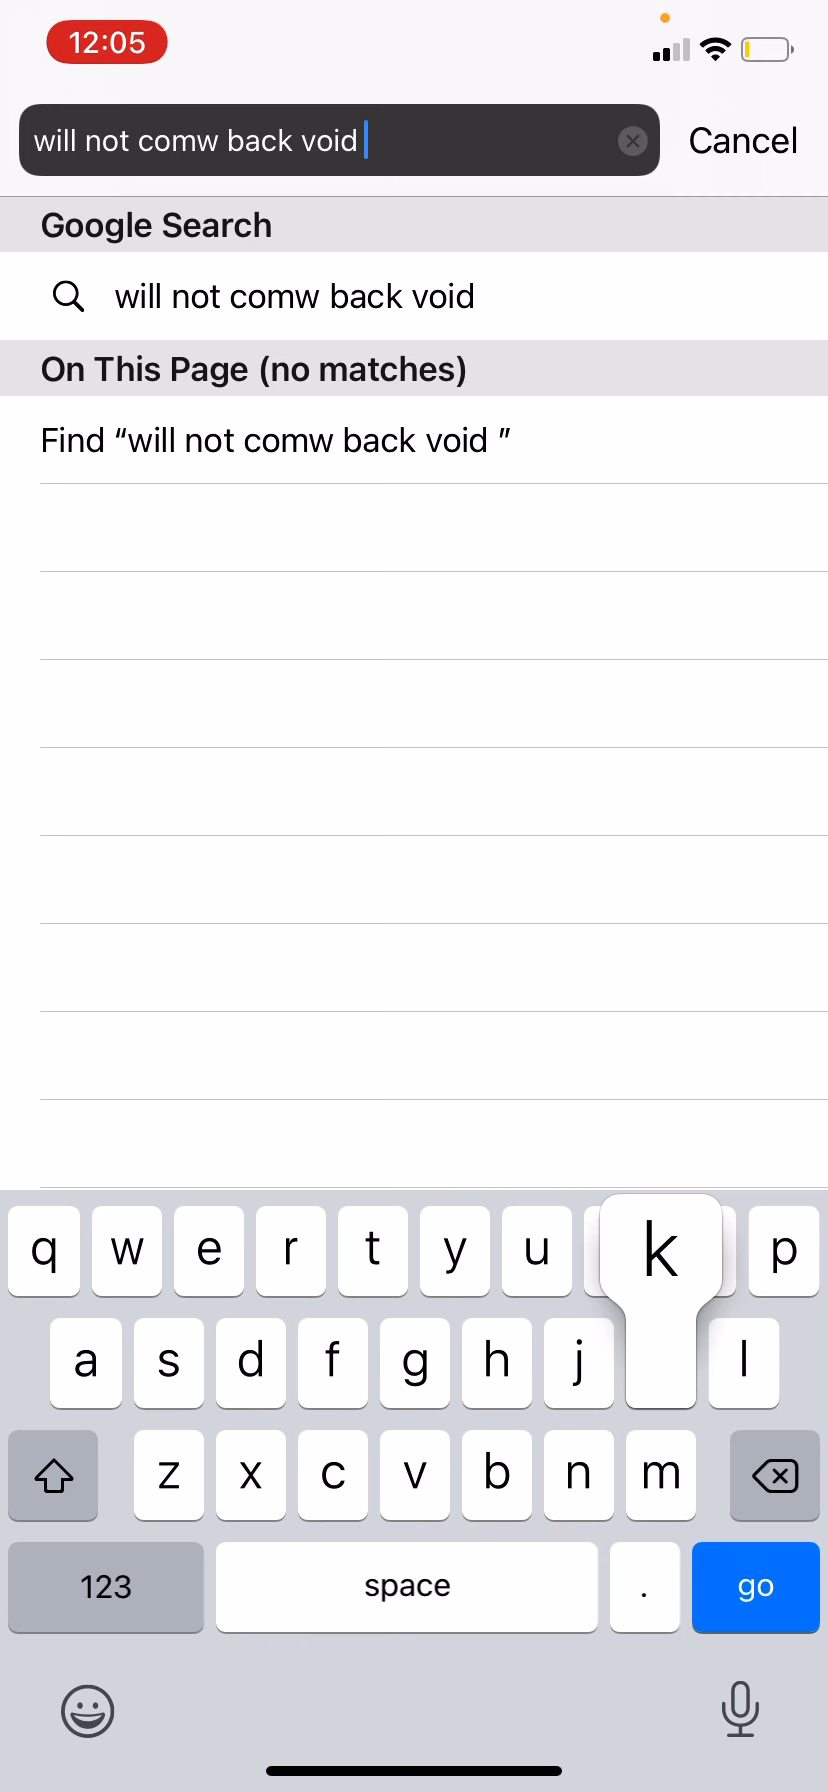 12:05
will not comw back void
Cancel
Google Search
will not comw back void
On This Page (no matches)
Find “will not comw back void ”
q w e r t y u k p
a s d f g h j l
z x c v b n m
123 space . go